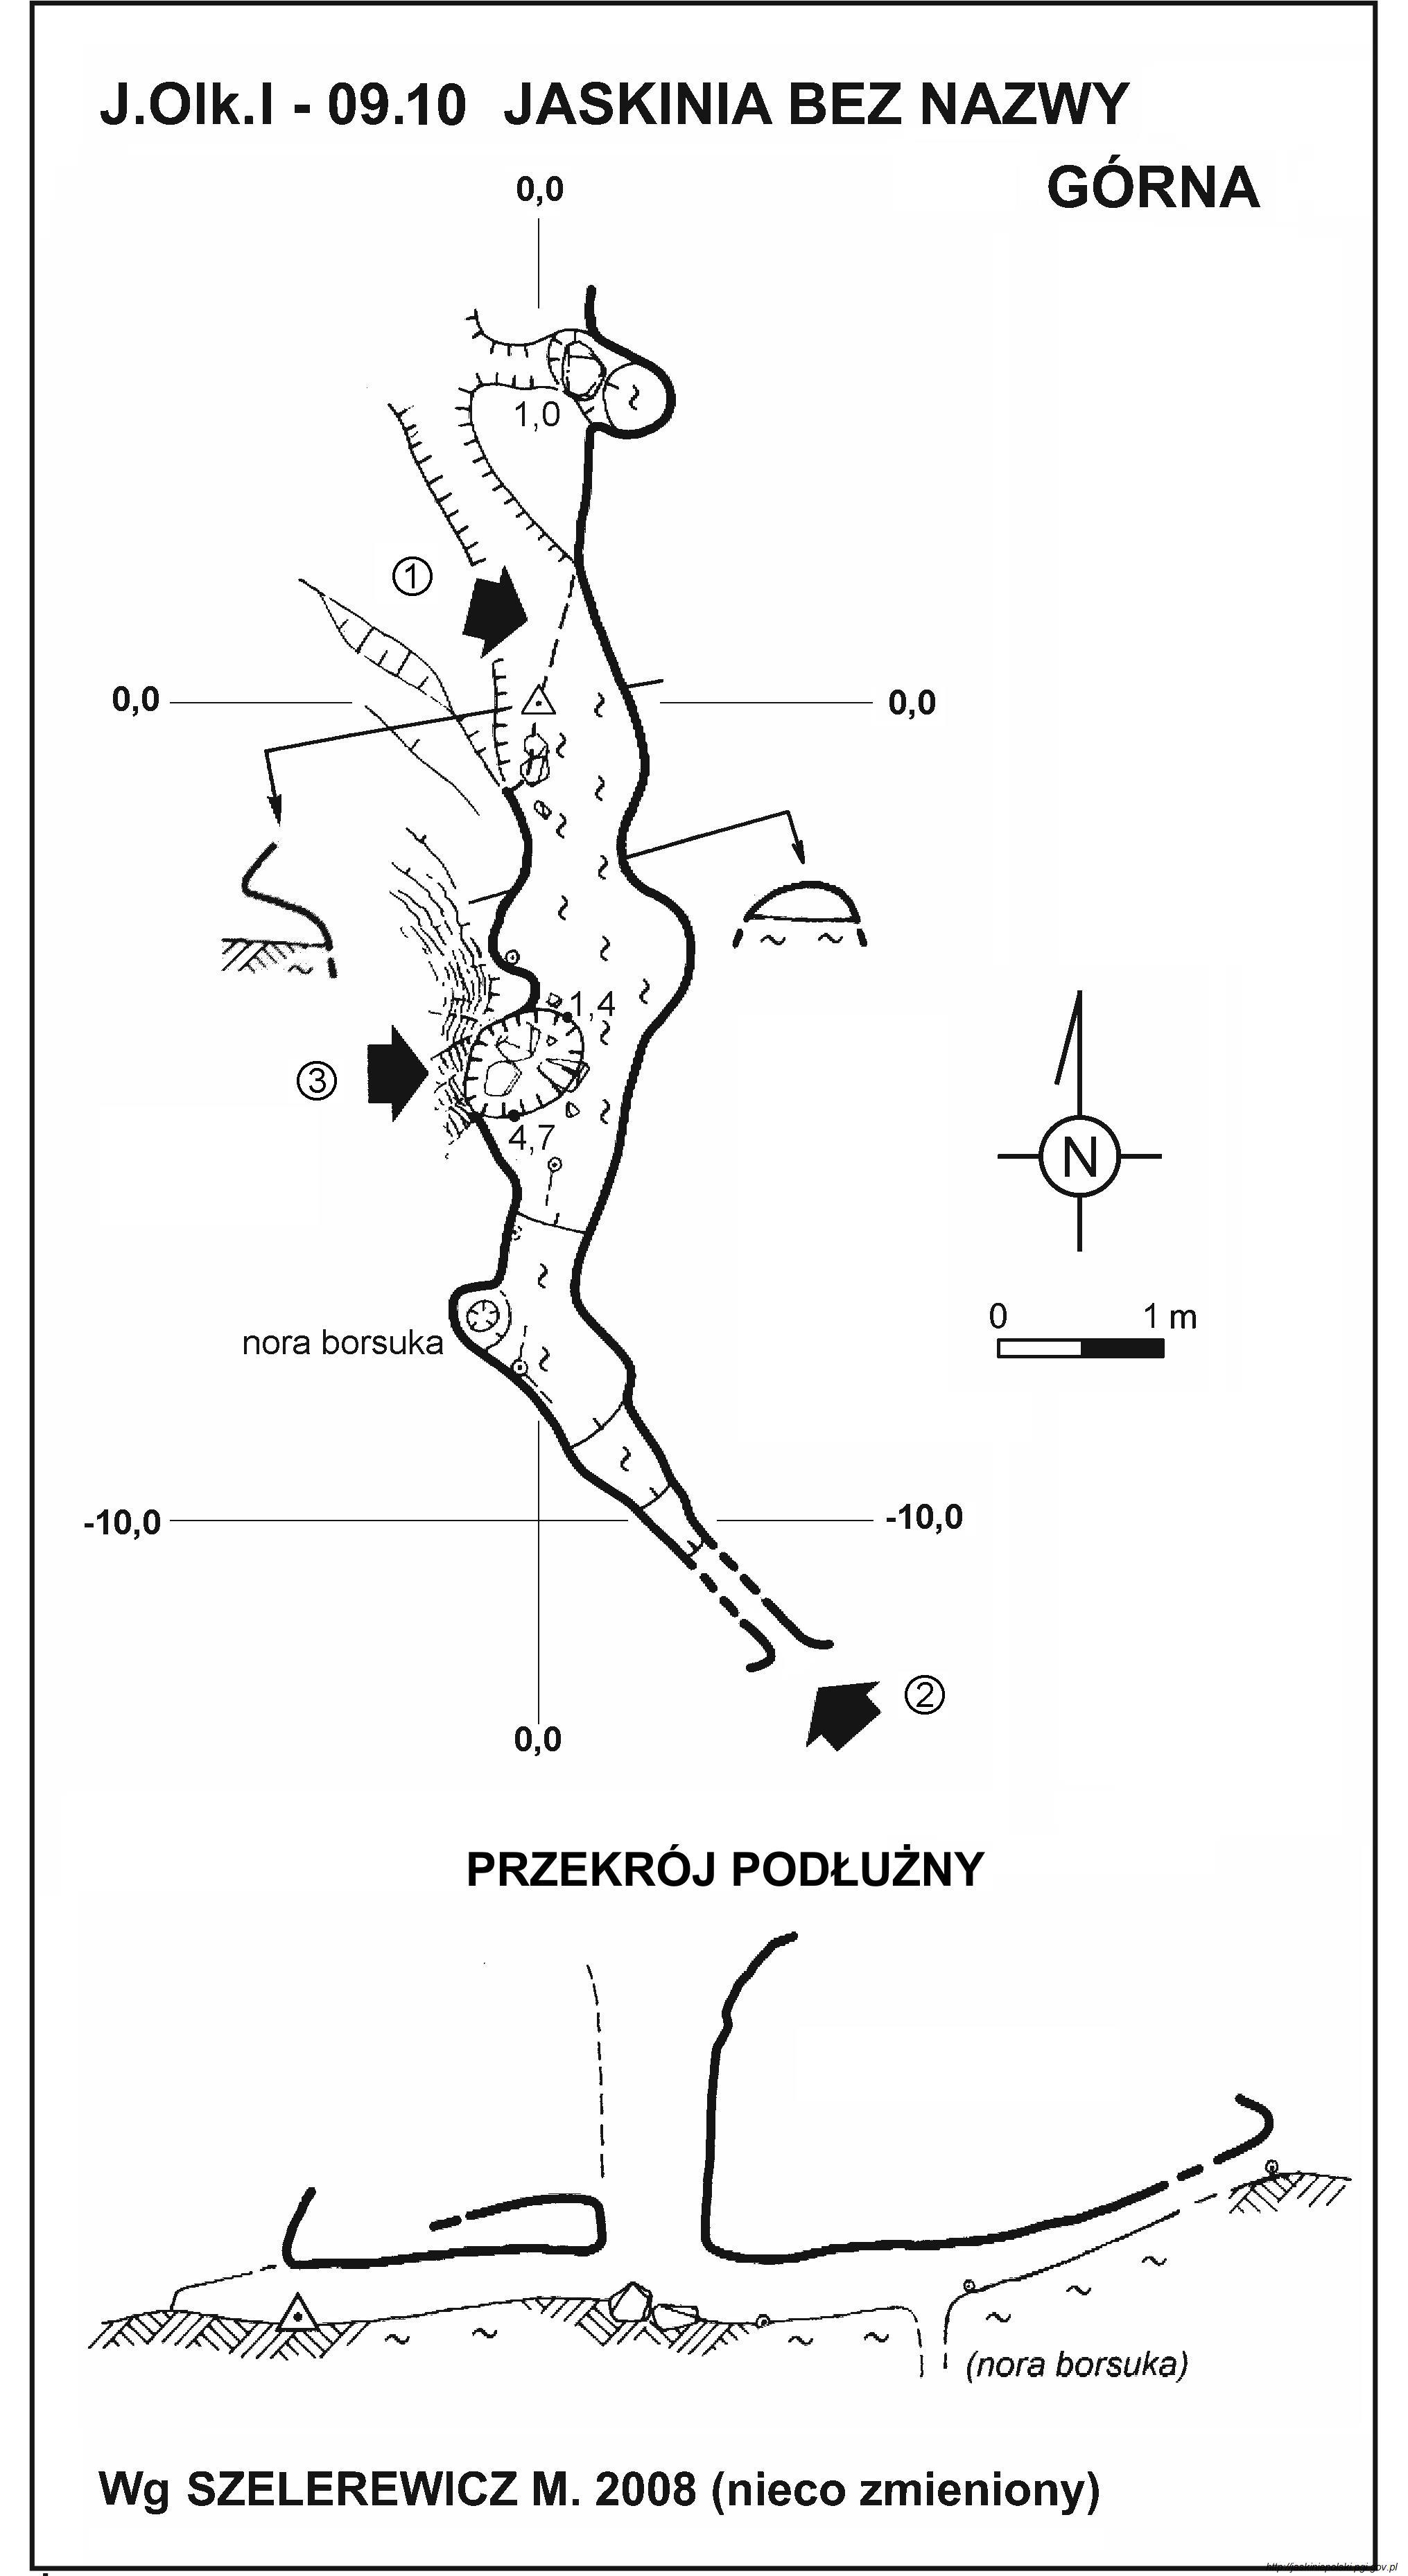 J.Olk.I - 09.10 JASKINIA BEZ NAZWY
GÓRNA
0,0
1,0
1
0,0
0,0
1,4
3
4,7
N
0
1 m
nora borsuka
-10,0
-10,0
2
0,0
PRZEKRÓJ PODŁUŻNY
(nora borsuka)
Wg SZELEREWICZ M. 2008 (nieco zmieniony)
http://jaskiniepolski.pgi.gov.pl